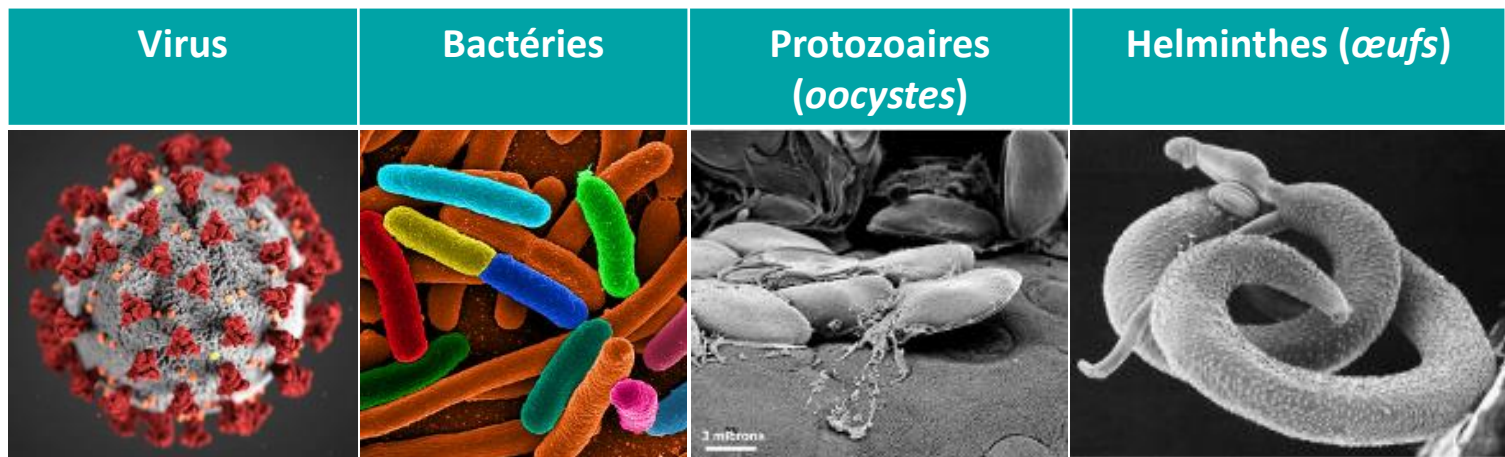 Virus
Bactéries
Protozoaires
(oocystes)
Helminthes (œufs)
3 microns